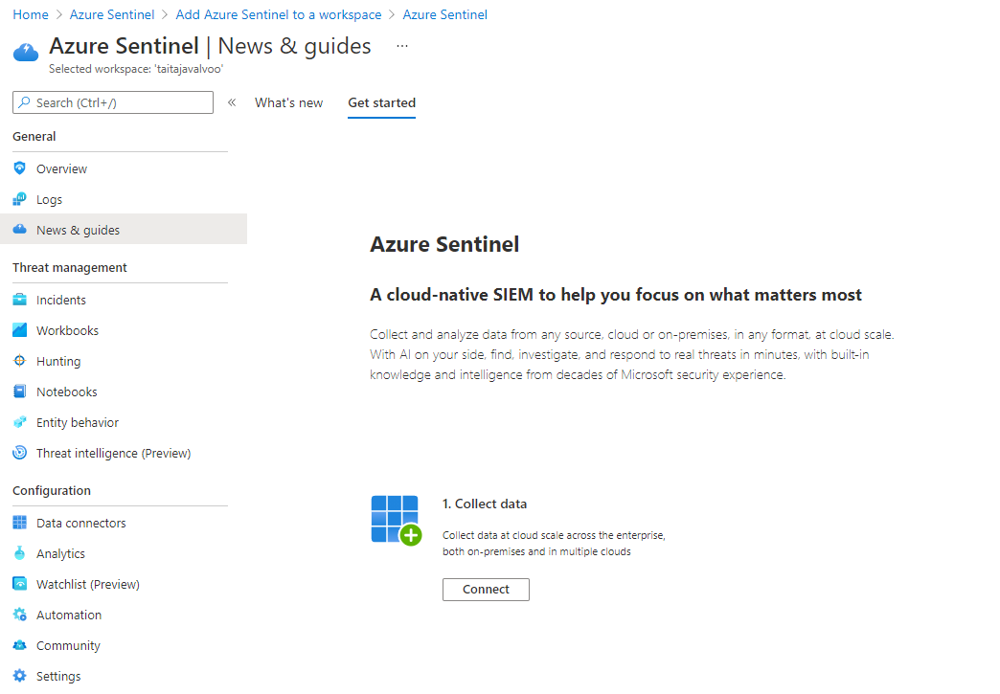 Home > Azure Sentinel > Add Azure Sentinel to a workspace > Azure Sentinel
Azure Sentinel | News & guides ...
Selected workspace: 'taitajavalvoo'
Search (Ctrl+/)
«
What's new
Get started
General
Overview
Logs
News & guides
Threat management
Incidents
Workbooks
Hunting
Notebooks
Entity behavior
Threat intelligence (Preview)
Configuration
Data connectors
Analytics
Watchlist (Preview)
Automation
Community
Settings
Azure Sentinel
A cloud-native SIEM to help you focus on what matters most
Collect and analyze data from any source, cloud or on-premises, in any format, at cloud scale.
With AI on your side, find, investigate, and respond to real threats in minutes, with built-in
knowledge and intelligence from decades of Microsoft security experience.
1. Collect data
Collect data at cloud scale across the enterprise,
both on-premises and in multiple clouds
Connect